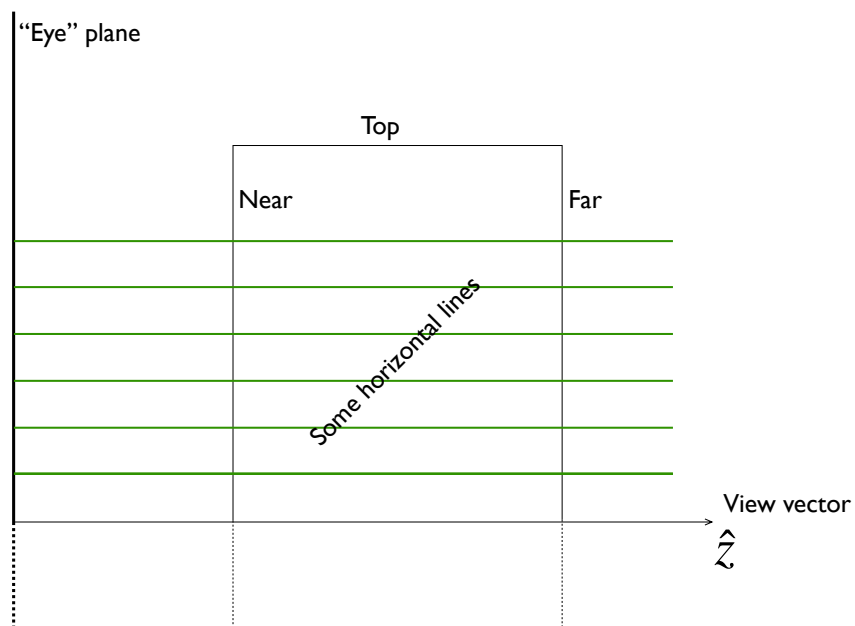 “Eye” plane
Top
Near
Far
Some horizontal lines
View vector
ẑ